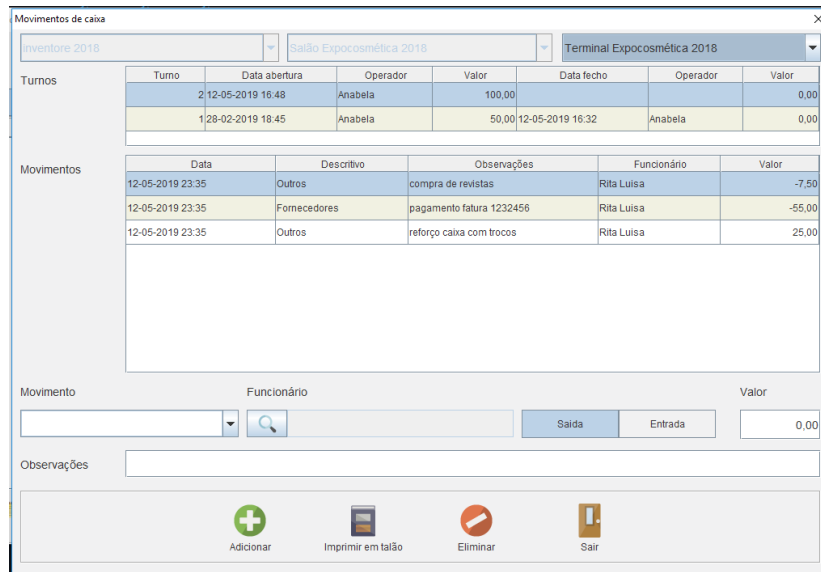 Movimentos de caixa
inventore 2018 Salão Expocosmética 2018 Terminal Expocosmética 2018
Turnos
Turno Data abertura Operador Valor Data fecho Operador Valor
2 12-05-2019 16:48 Anabela 100,00 0,00
1 28-02-2019 18:45 Anabela 50,00 12-05-2019 16:32 Anabela 0,00
Movimentos
Data Descritivo Observações Funcionário Valor
12-05-2019 23:35 Outros compra de revistas Rita Luisa -7,50
12-05-2019 23:35 Fornecedores pagamento fatura 1232456 Rita Luisa -55,00
12-05-2019 23:35 Outros reforço caixa com trocos Rita Luisa 25,00
Movimento Funcionário Valor
Saida Entrada 0,00
Observações
Adicionar Imprimir em talão Eliminar Sair